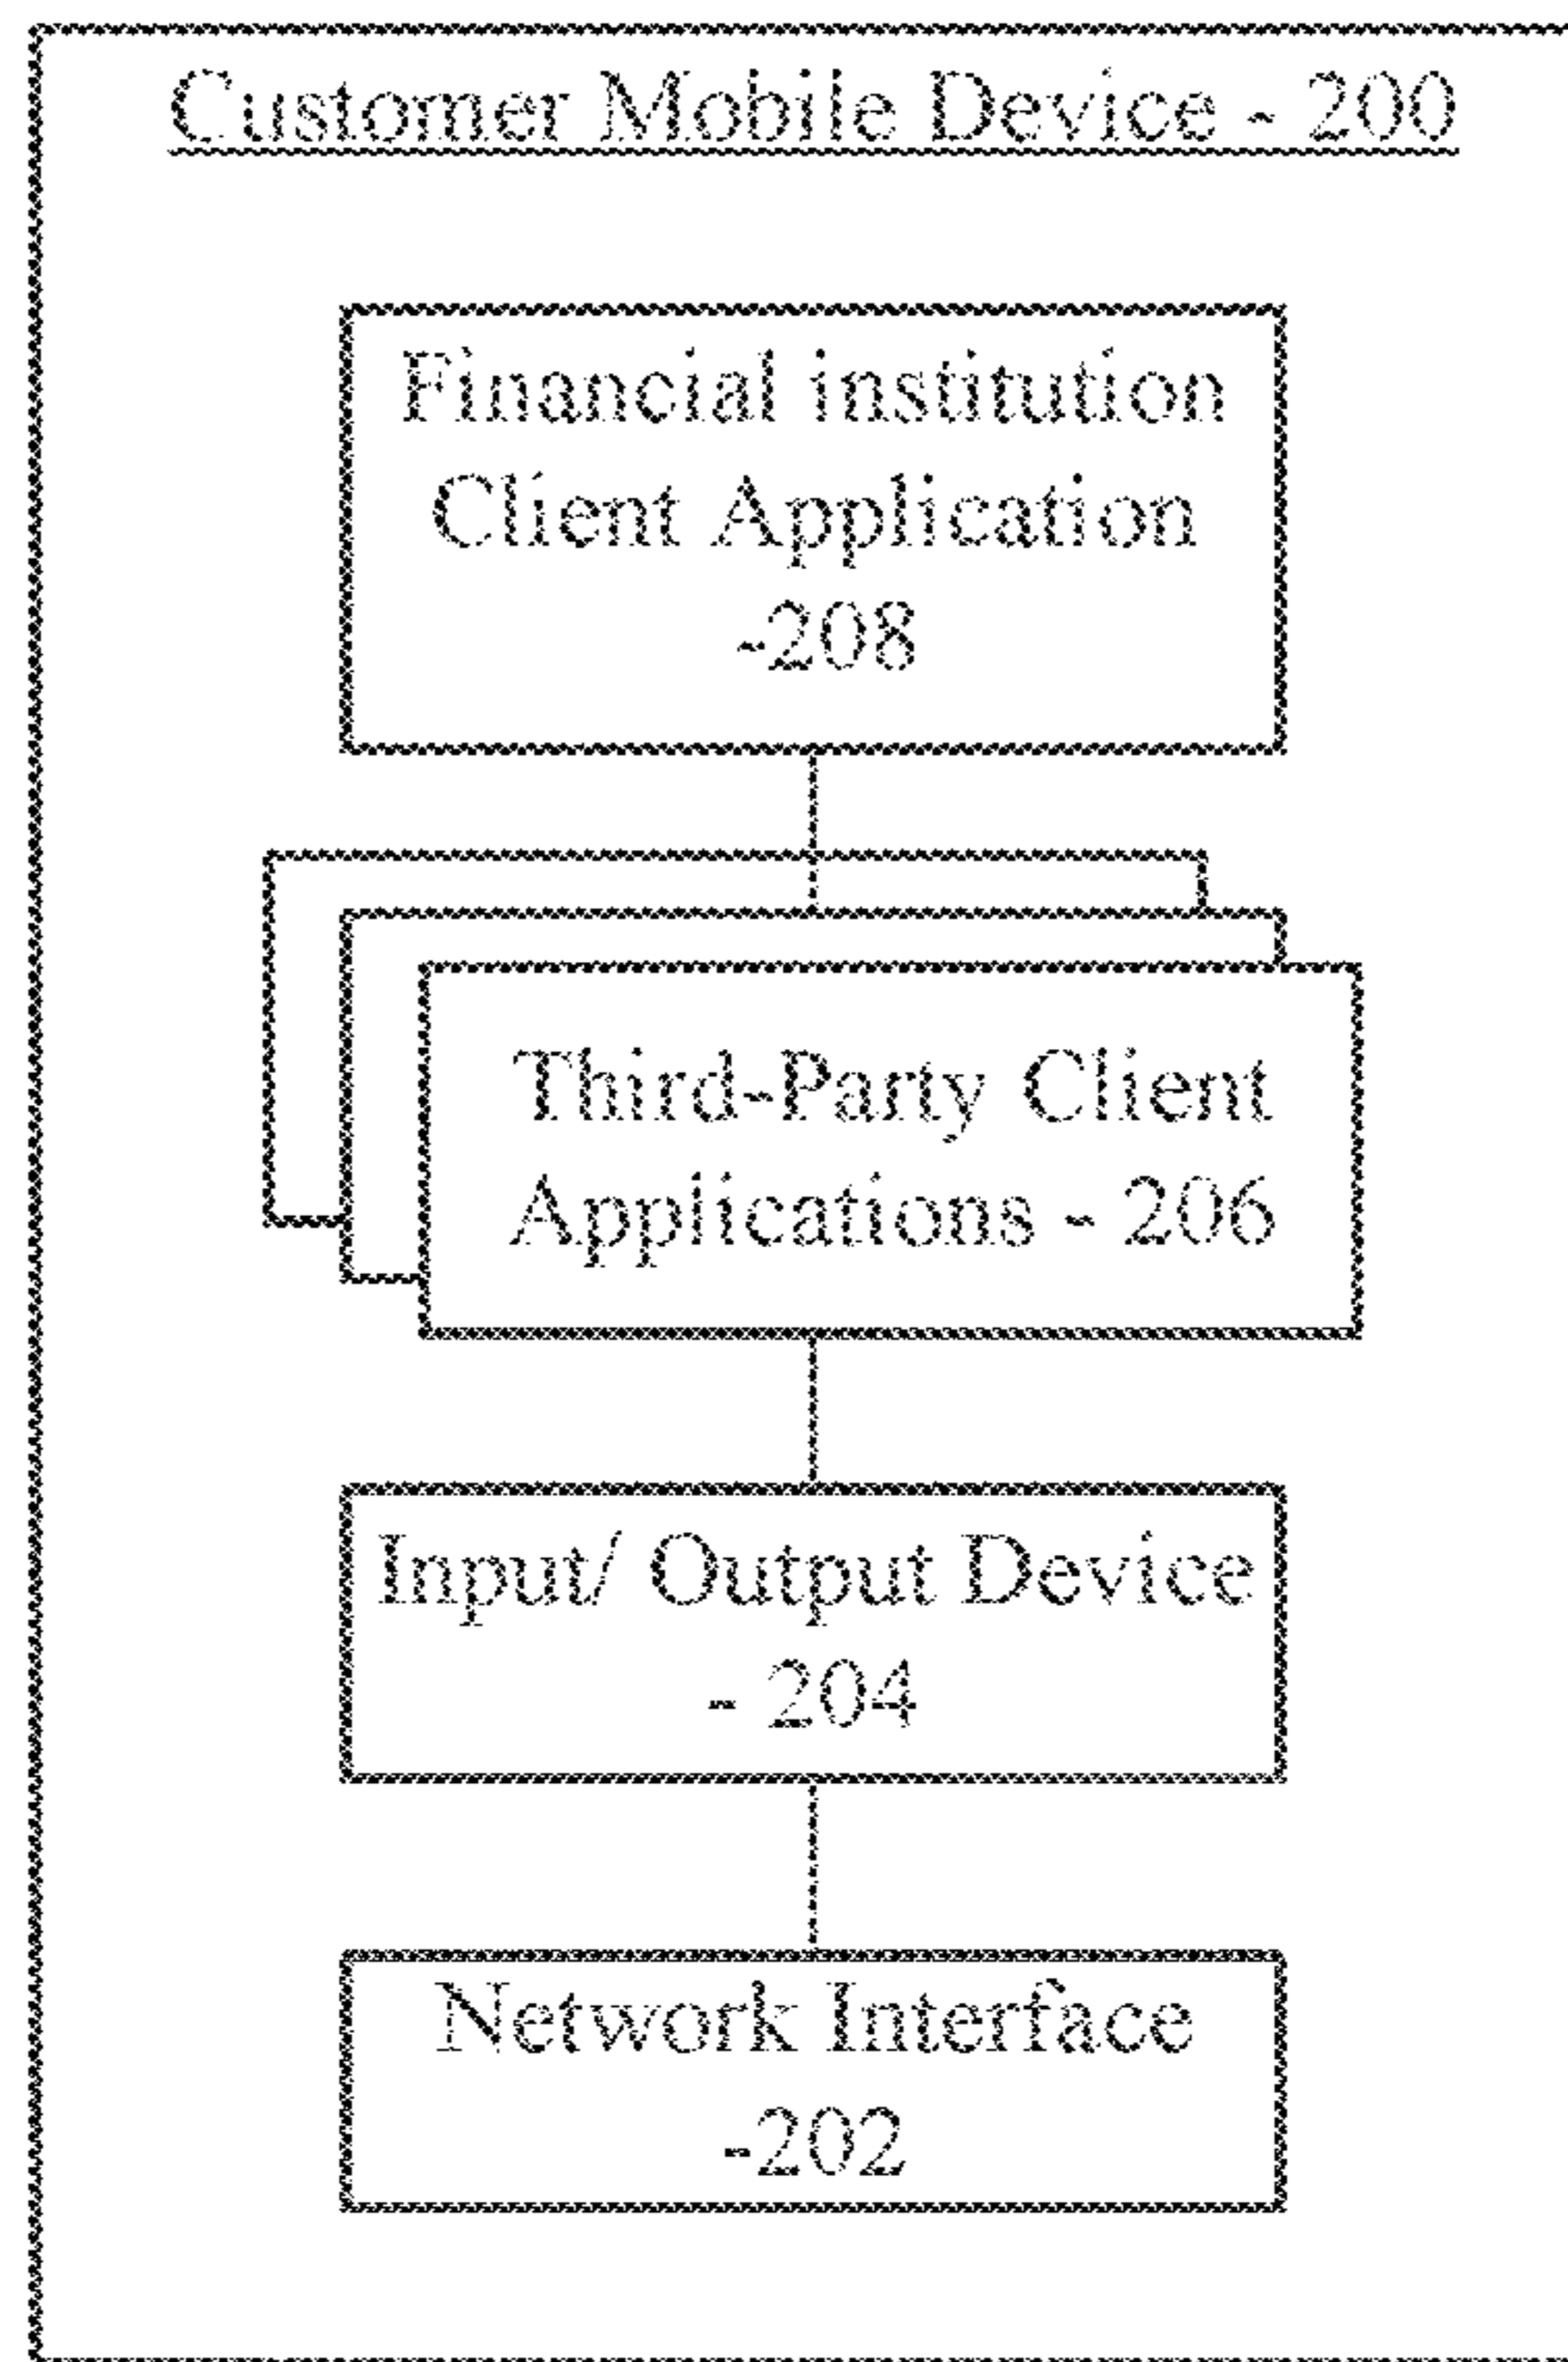 Customer Mobile Device - 200
Financial institution
Client Application
-208
Third-Party Client
Applications - 206
Input/ Output Device
- 204
Network Interface
-202